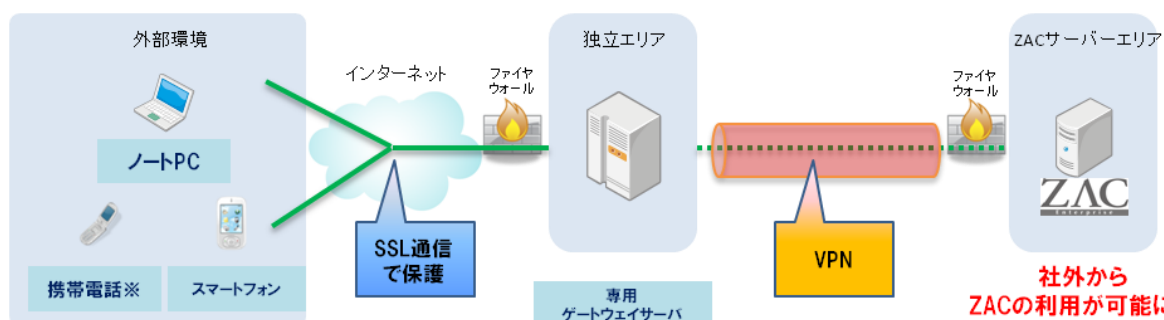 外部環境
ノートPC
携帯電話※
スマートフォン
インターネット
SSL通信
で保護
ファイヤ
ウォール
独立エリア
専用
ゲートウェイサーバ
VPN
ファイヤ
ウォール
ZACサーバーエリア
ZAC
Enterprise
社外から
ZACの利用が可能に